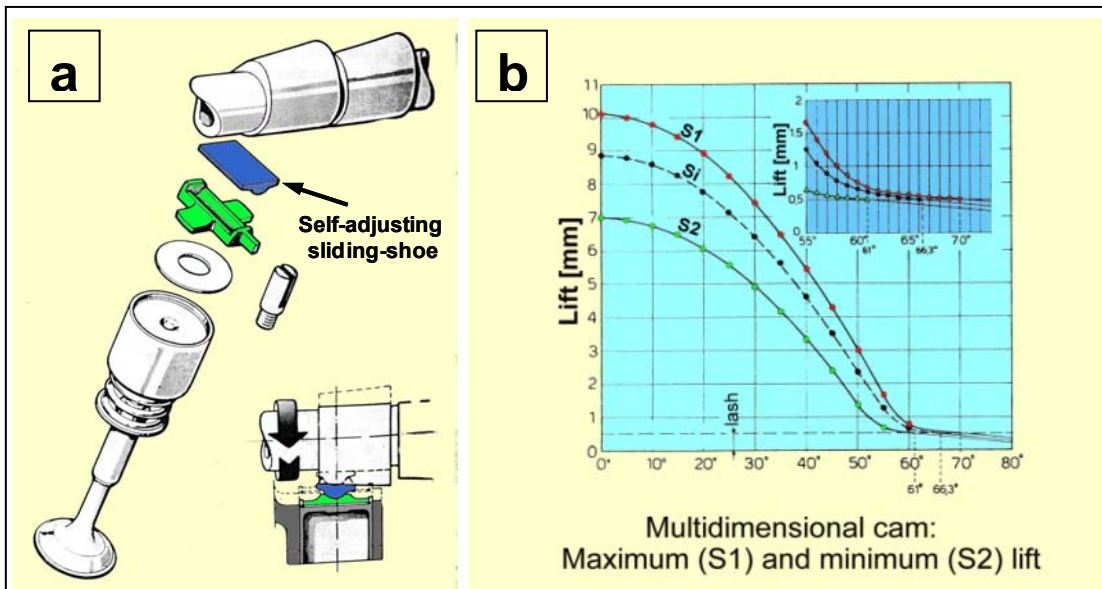 a
Self-adjusting
sliding-shoe
b
Lift [mm]
11
10
9
8
7
6
5
4
3
2
1
0
0° 10° 20° 30° 40° 50° 60° 70° 80°
61° 66,3°
S1
Si
S2
lash
Lift [mm]
2
1.5
1
0.5
0
55° 60° 65° 70°
61° 66,3°
Multidimensional cam:
Maximum (S1) and minimum (S2) lift